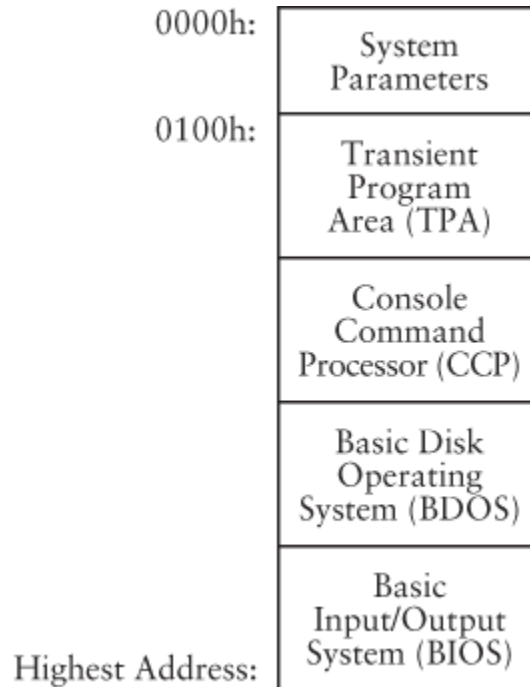 0000h:
System
Parameters
0100h:
Transient
Program
Area (TPA)
Console
Command
Processor (CCP)
Basic Disk
Operating
System (BDOS)
Basic
Input/Output
System (BIOS)
Highest Address: